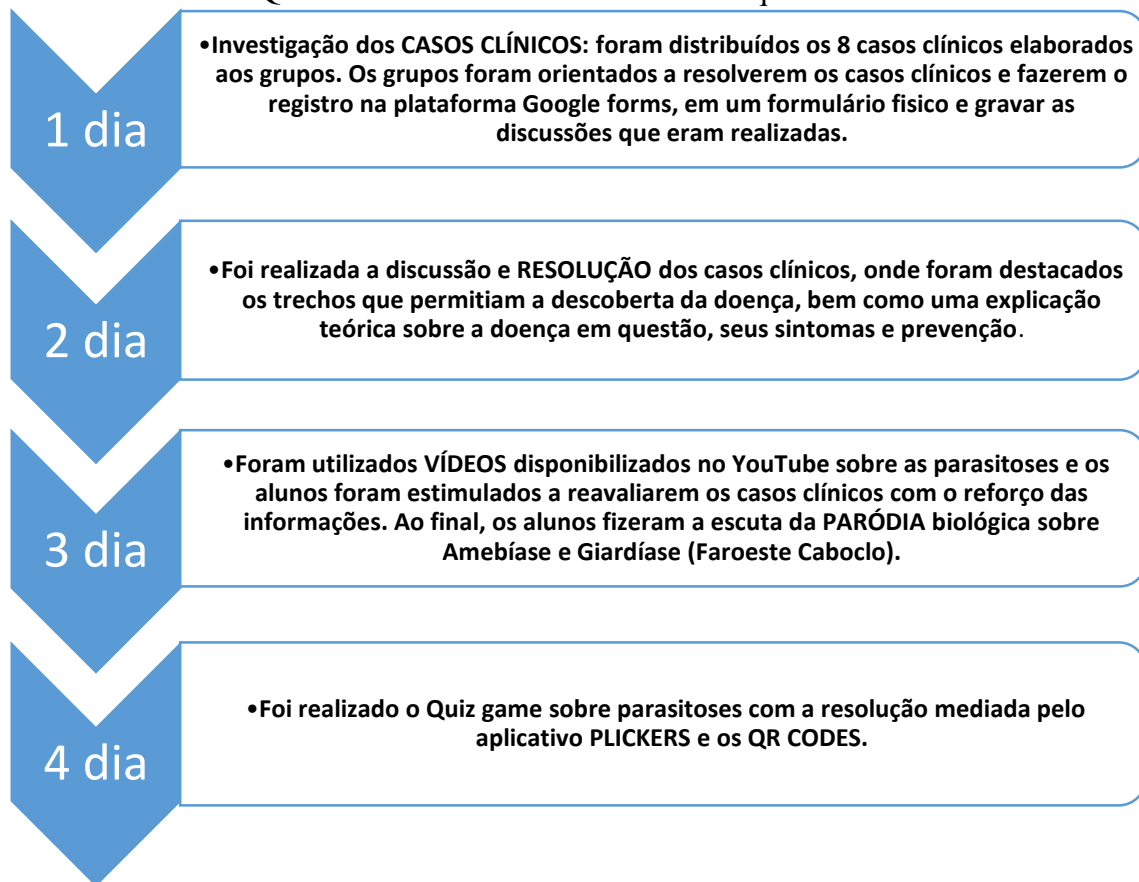 1 dia
•Investigação dos CASOS CLÍNICOS: foram distribuídos os 8 casos clínicos elaborados
aos grupos. Os grupos foram orientados a resolverem os casos clínicos e fazerem o
registro na plataforma Google forms, em um formulário fisico e gravar as
discussões que eram realizadas.
2 dia
•Foi realizada a discussão e RESOLUÇÃO dos casos clínicos, onde foram destacados
os trechos que permitiam a descoberta da doença, bem como uma explicação
teórica sobre a doença em questão, seus sintomas e prevenção.
3 dia
•Foram utilizados VÍDEOS disponibilizados no YouTube sobre as parasitoses e os
alunos foram estimulados a reavaliarem os casos clínicos com o reforço das
informações. Ao final, os alunos fizeram a escuta da PARÓDIA biológica sobre
Amebíase e Giardíase (Faroeste Caboclo).
4 dia
•Foi realizado o Quiz game sobre parasitoses com a resolução mediada pelo
aplicativo PLICKERS e os QR CODES.